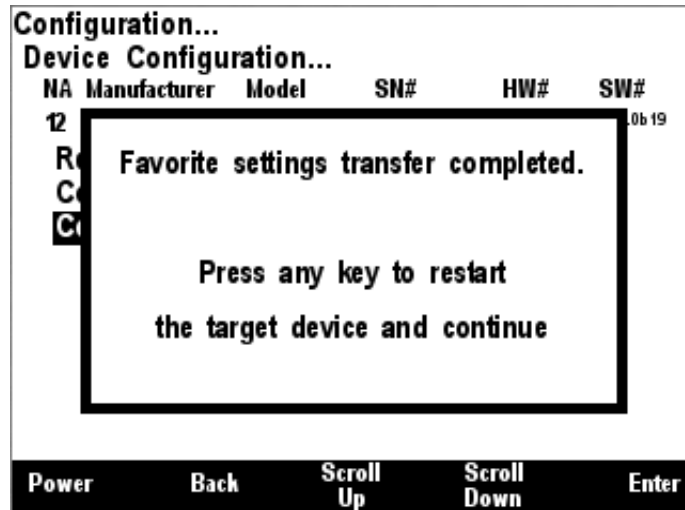 Configuration...
Device Configuration...
NA Manufacturer Model SN# HW# SW#
12 .0b19
Favorite settings transfer completed.
Press any key to restart
the target device and continue
Power Back Scroll Up Scroll Down Enter